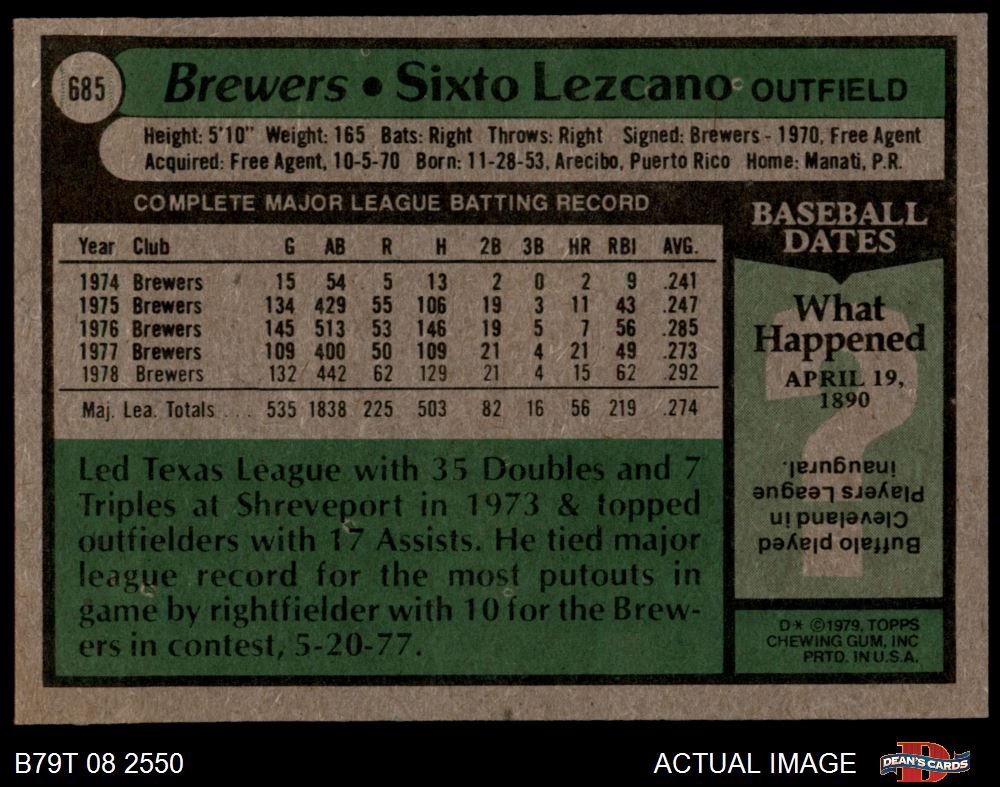 685
Brewers • Sixto Lezcano OUTFIELD
Height: 5'10" Weight: 165 Bats: Right Throws: Right Signed: Brewers - 1970, Free Agent
Acquired: Free Agent, 10-5-70 Born: 11-28-53, Arecibo, Puerto Rico Home: Manati, P.R.
COMPLETE MAJOR LEAGUE BATTING RECORD
Year Club G AB R H 2B 3B HR RBI AVG.
1974 Brewers 15 54 5 13 2 0 2 9 .241
1975 Brewers 134 429 55 106 19 3 11 43 .247
1976 Brewers 145 513 53 146 19 5 7 56 .285
1977 Brewers 109 400 50 109 21 4 21 49 .273
1978 Brewers 132 442 62 129 21 4 15 62 .292
Maj. Lea. Totals . . . 535 1838 225 503 82 16 56 219 .274
Led Texas League with 35 Doubles and 7
Triples at Shreveport in 1973 & topped
outfielders with 17 Assists. He tied major
league record for the most putouts in
game by rightfielder with 10 for the Brew-
ers in contest, 5-20-77.
BASEBALL
DATES
What
Happened
APRIL 19,
1890
?
Buffalo played
Cleveland in
Players League
inaugural.
D* ©1979, TOPPS
CHEWING GUM, INC
PRTD. IN U.S.A.
B79T 08 2550
ACTUAL IMAGE
DEAN'S CARDS